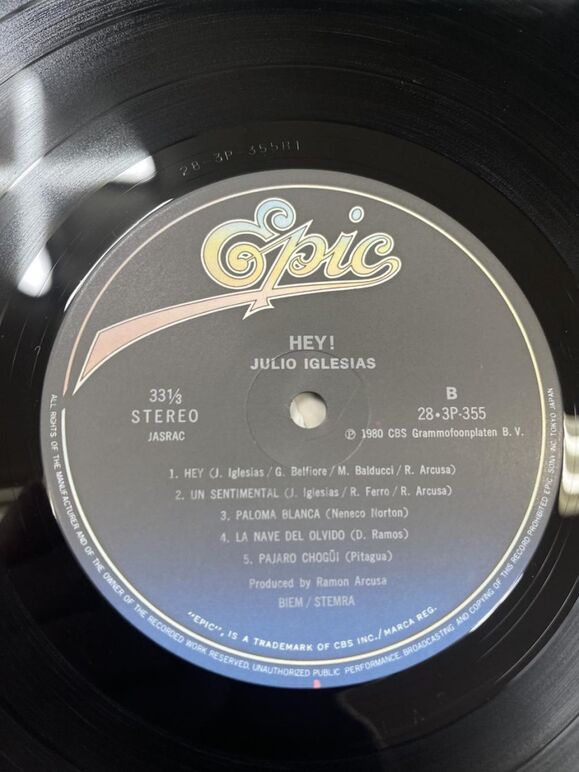 28-3P-355B1
Epic
HEY!
JULIO IGLESIAS
33⅓
STEREO
JASRAC
B
28•3P-355
Ⓟ 1980 CBS Grammofoonplaten B. V.
1. HEY (J. Iglesias / G. Belfiore / M. Balducci / R. Arcusa)
2. UN SENTIMENTAL (J. Iglesias / R. Ferro / R. Arcusa)
3. PALOMA BLANCA (Neneco Norton)
4. LA NAVE DEL OLVIDO (D. Ramos)
5. PAJARO CHOGÜI (Pitagua)
Produced by Ramon Arcusa
BIEM / STEMRA
"EPIC", IS A TRADEMARK OF CBS INC./MARCA REG.
ALL RIGHTS OF THE MANUFACTURER AND OF THE OWNER OF THE RECORDED WORK RESERVED. UNAUTHORIZED PUBLIC PERFORMANCE. BROADCASTING AND COPYING OF THIS RECORD PROHIBITED EPIC/SONY INC. TOKYO JAPAN